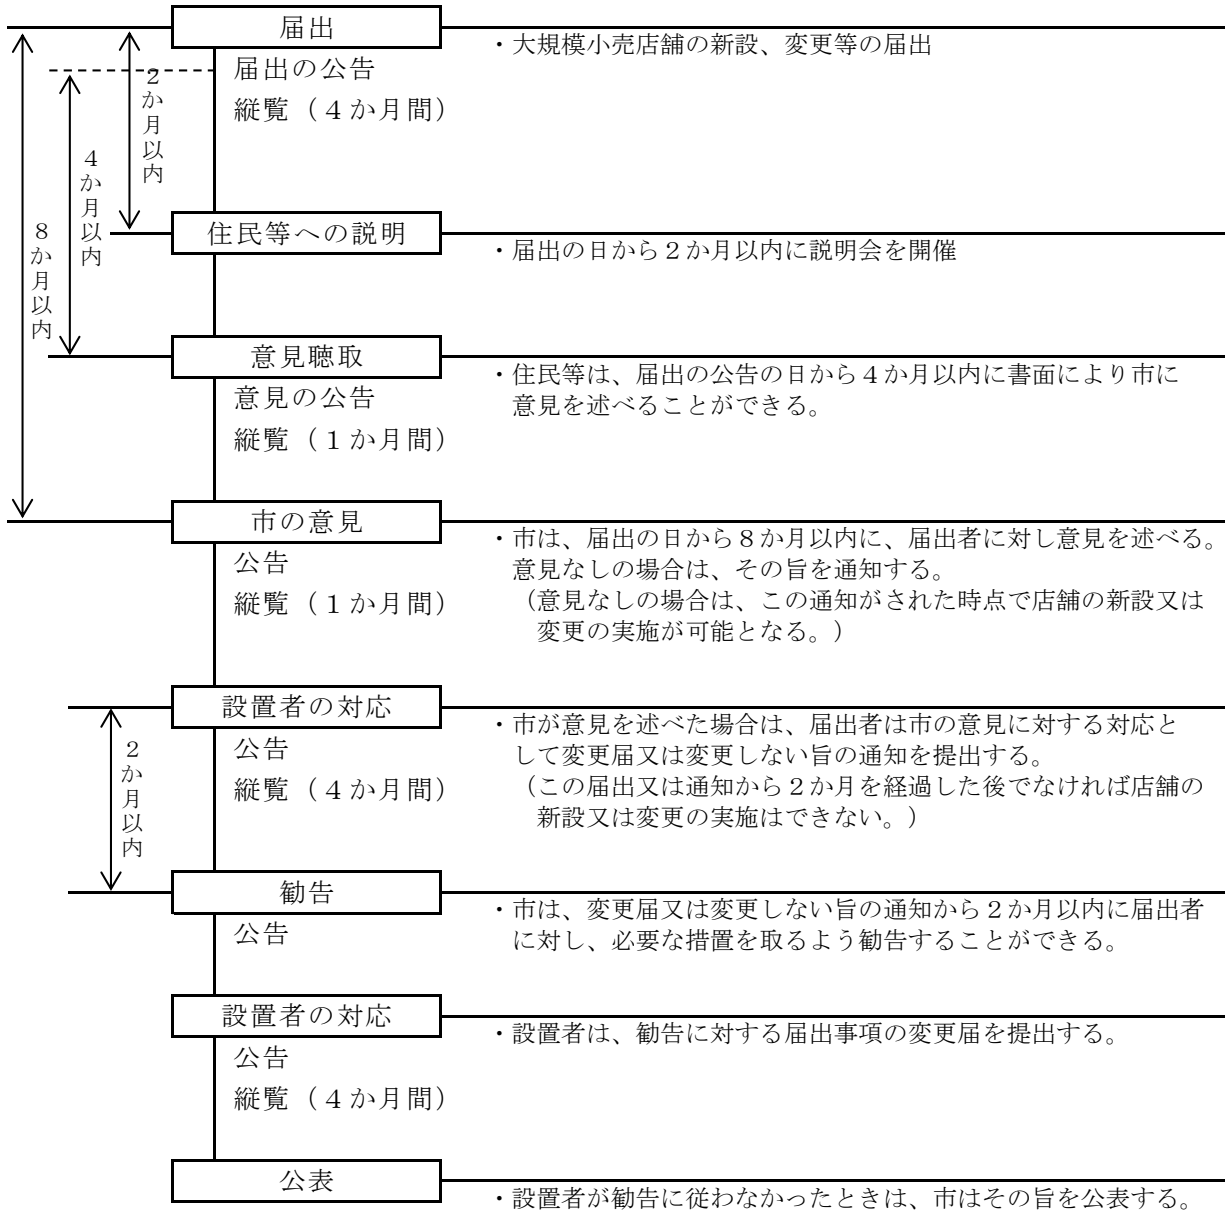 届出
・大規模小売店舗の新設、変更等の届出
届出の公告
縦覧（４か月間）
２か月以内
４か月以内
８か月以内
住民等への説明
・届出の日から２か月以内に説明会を開催
意見聴取
・住民等は、届出の公告の日から４か月以内に書面により市に
意見を述べることができる。
意見の公告
縦覧（１か月間）
市の意見
・市は、届出の日から８か月以内に、届出者に対し意見を述べる。
意見なしの場合は、その旨を通知する。
（意見なしの場合は、この通知がされた時点で店舗の新設又は
変更の実施が可能となる。）
公告
縦覧（１か月間）
設置者の対応
・市が意見を述べた場合は、届出者は市の意見に対する対応と
して変更届又は変更しない旨の通知を提出する。
（この届出又は通知から２か月を経過した後でなければ店舗の
新設又は変更の実施はできない。）
公告
縦覧（４か月間）
２か月以内
勧告
・市は、変更届又は変更しない旨の通知から２か月以内に届出者
に対し、必要な措置を取るよう勧告することができる。
公告
設置者の対応
・設置者は、勧告に対する届出事項の変更届を提出する。
公告
縦覧（４か月間）
公表
・設置者が勧告に従わなかったときは、市はその旨を公表する。